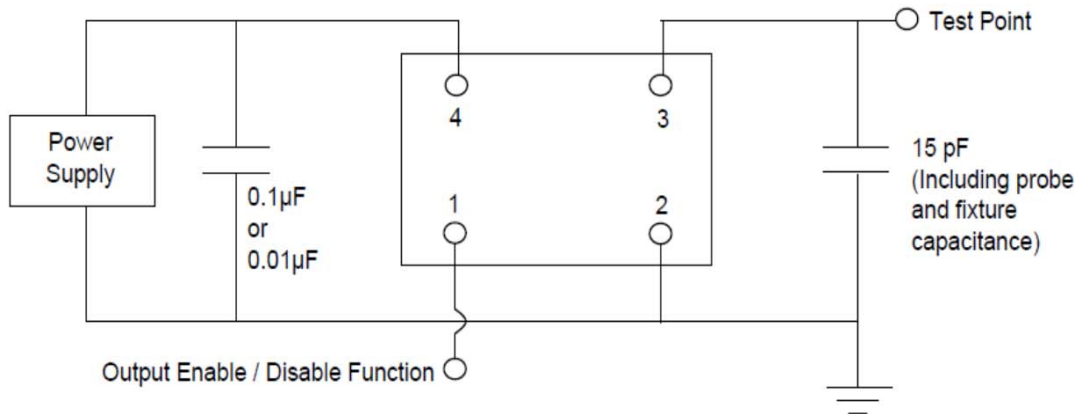 Test Point
4
3
Power
Supply
15 pF
(Including probe
and fixture
capacitance)
0.1µF
or
0.01µF
1
2
Output Enable / Disable Function